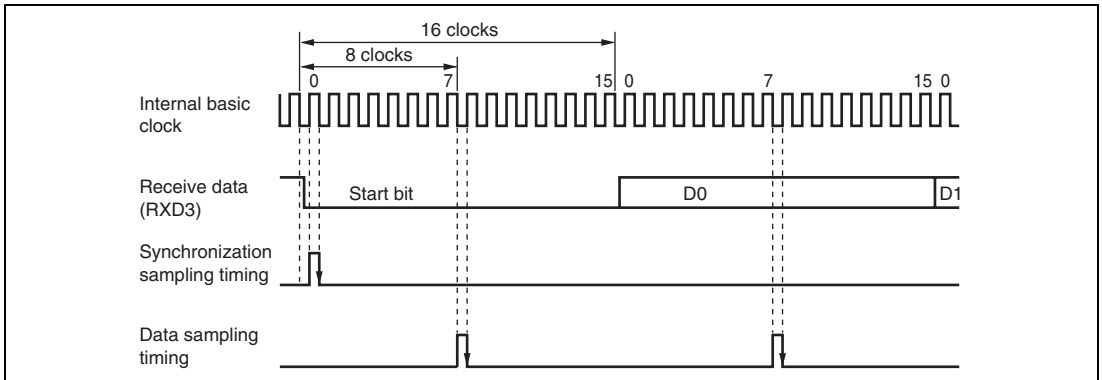 16 clocks
8 clocks
0 7 15 0 7 15 0
Internal basic
clock
Receive data
(RXD3)
Start bit D0 D1
Synchronization
sampling timing
Data sampling
timing